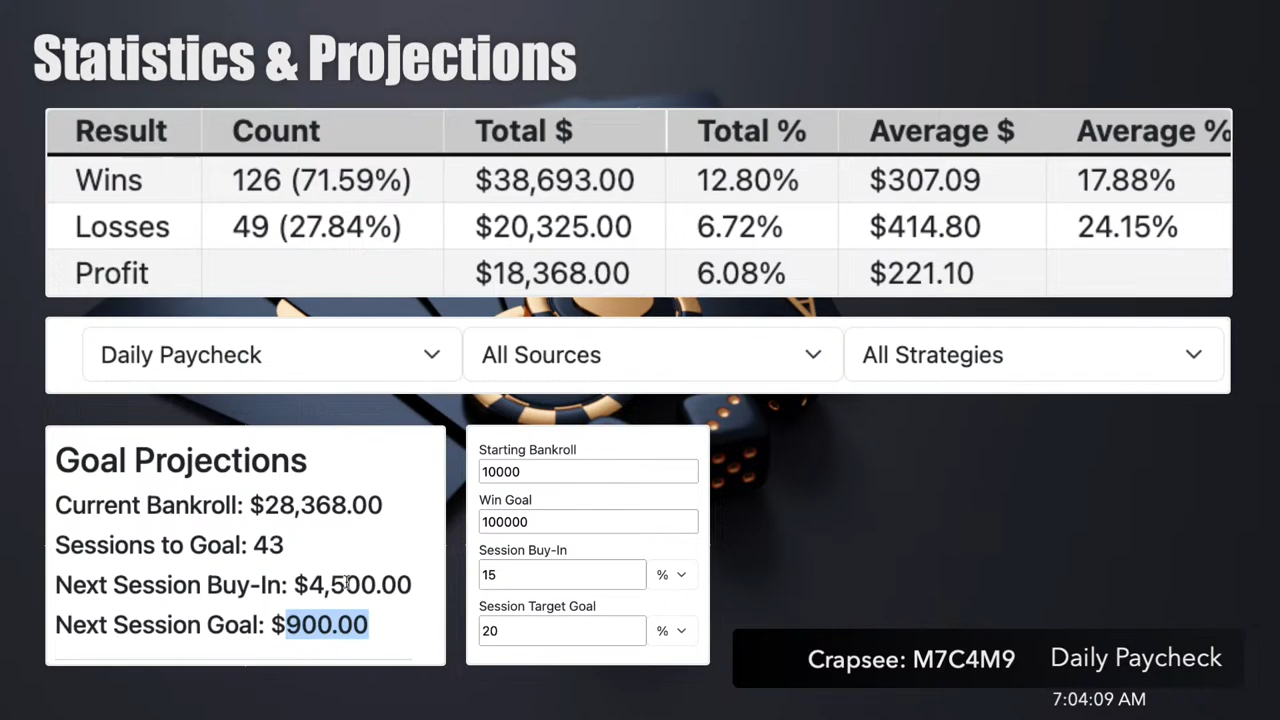 Statistics & Projections
Result Count Total $ Total % Average $ Average %
Wins 126 (71.59%) $38,693.00 12.80% $307.09 17.88%
Losses 49 (27.84%) $20,325.00 6.72% $414.80 24.15%
Profit $18,368.00 6.08% $221.10
Daily Paycheck All Sources All Strategies
Goal Projections
Current Bankroll: $28,368.00
Sessions to Goal: 43
Next Session Buy-In: $4,500.00
Next Session Goal: $900.00
Starting Bankroll
10000
Win Goal
100000
Session Buy-In
15 %
Session Target Goal
20 %
Crapsee: M7C4M9 Daily Paycheck
7:04:09 AM